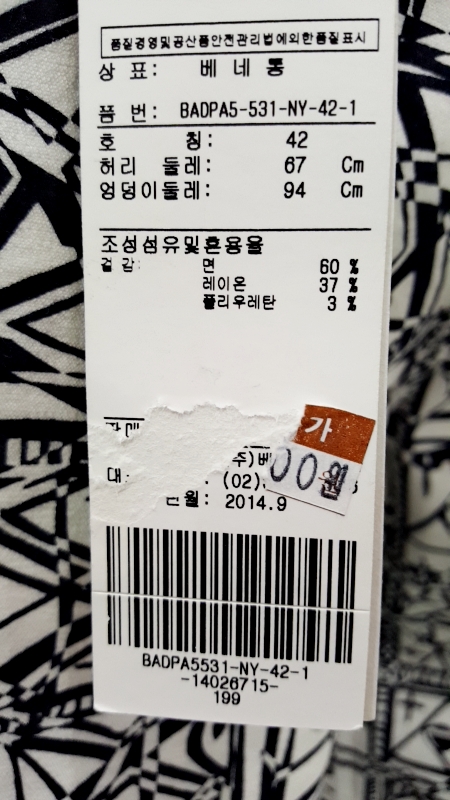 품질경영및공산품안전관리법에의한품질표시
상 표: 베 네 통
품 번: BADPA5-531-NY-42-1
호 칭: 42
허리 둘레: 67 Cm
엉덩이둘레: 94 Cm
조성섬유및혼용율
겉 감: 면 60 %
레이온 37 %
폴리우레탄 3 %
가
주)베
00원
(02)
월: 2014.9
BADPA5531-NY-42-1
-14026715-
199